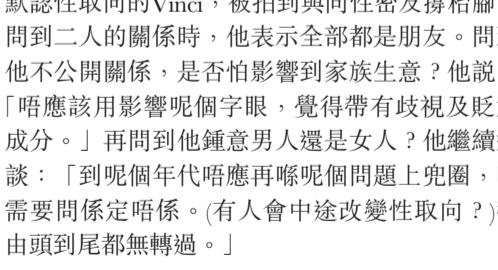 默認性取向的Vinci，被拍到與同性密友撐枱腳
問到二人的關係時，他表示全部都是朋友。問
他不公開關係，是否怕影響到家族生意？他説
「唔應該用影響呢個字眼，覺得帶有歧視及貶
成分。」再問到他鍾意男人還是女人？他繼續
談：「到呢個年代唔應再喺呢個問題上兜圈，
需要問係定唔係。(有人會中途改變性取向？)
由頭到尾都無轉過。」